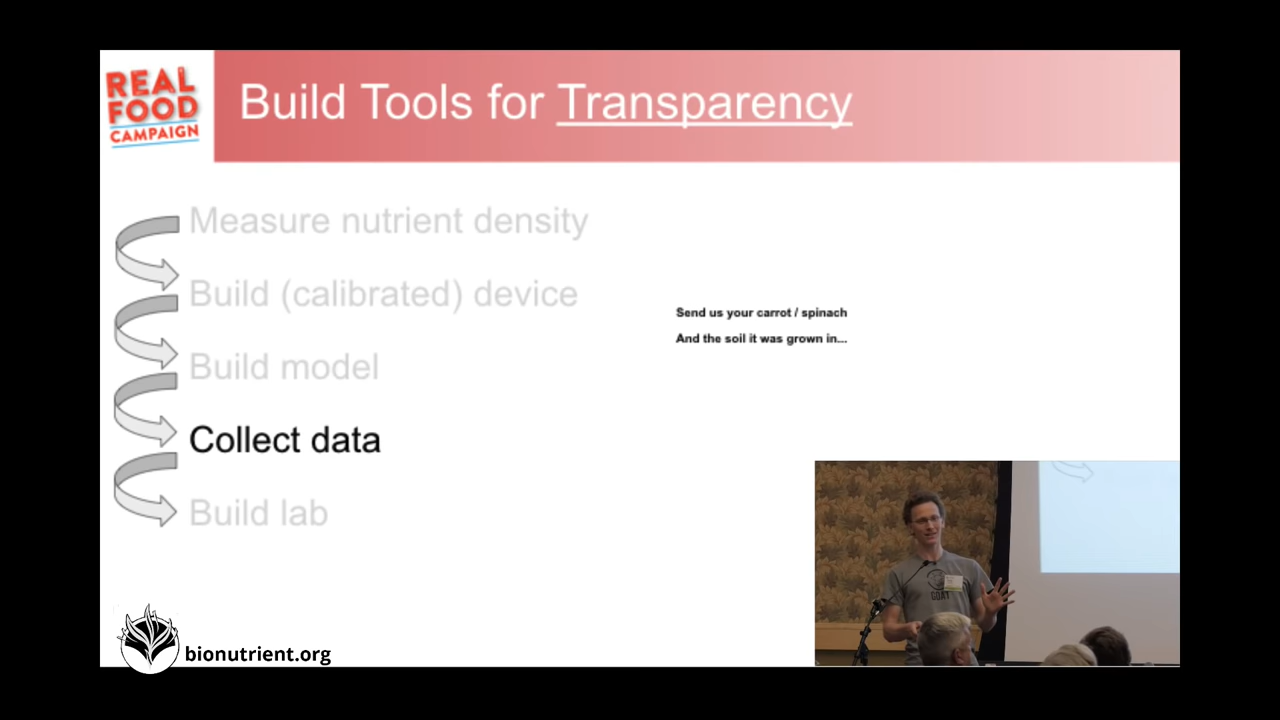 REAL
FOOD
CAMPAIGN
Build Tools for Transparency
Measure nutrient density
Build (calibrated) device
Build model
Collect data
Build lab
Send us your carrot / spinach
And the soil it was grown in...
GOAT
bionutrient.org